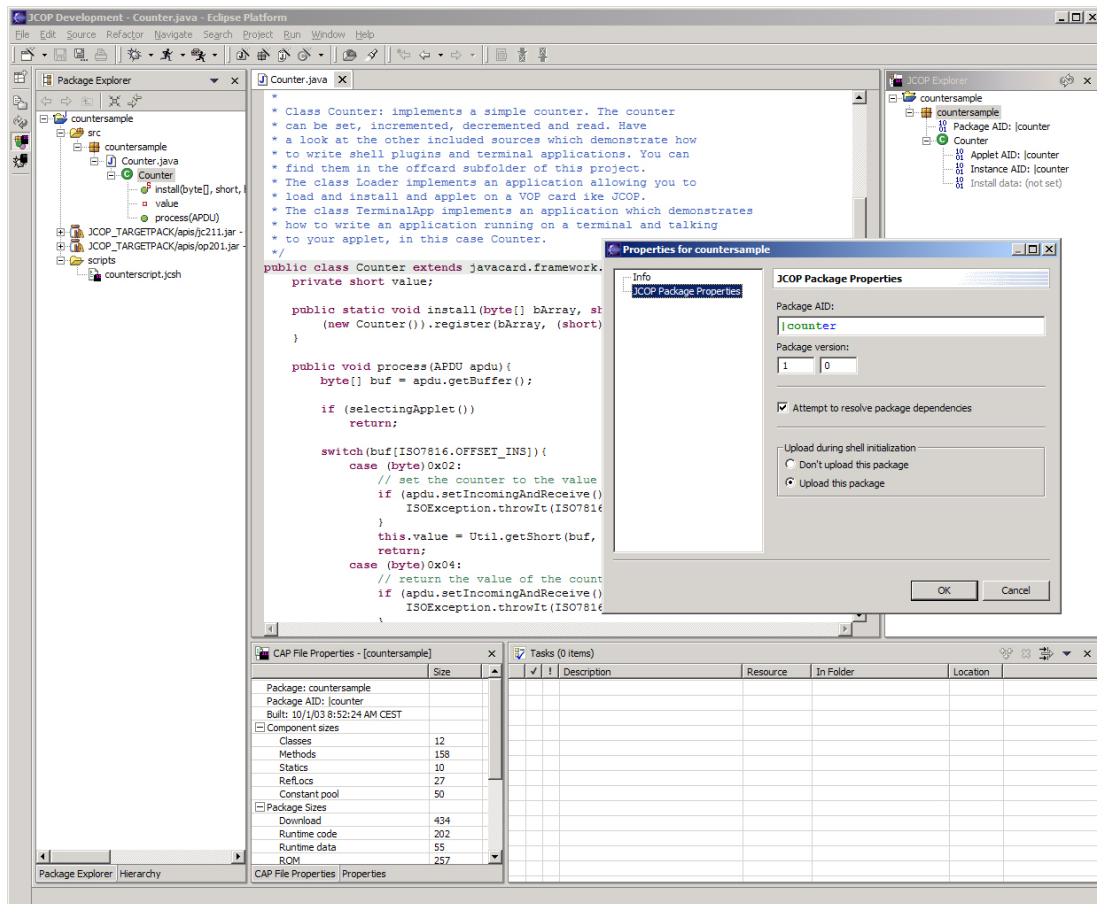 JCOP Development - Counter.java - Eclipse Platform
File Edit Source Refactor Navigate Search Project Run Window Help
Package Explorer
countersample
src
countersample
Counter.java
Counter
install(byte[], short, b
value
process(APDU)
JCOP_TARGETPACK/apis/jc211.jar -
JCOP_TARGETPACK/apis/op201.jar -
scripts
counterscript.jcsh
Package Explorer Hierarchy
Counter.java
*
* Class Counter: implements a simple counter. The counter
* can be set, incremented, decremented and read. Have
* a look at the other included sources which demonstrate how
* to write shell plugins and terminal applications. You can
* find them in the offcard subfolder of this project.
* The class Loader implements an application allowing you to
* load and install and applet on a VOP card ike JCOP.
* The class TerminalApp implements an application which demonstrates
* how to write an application running on a terminal and talking
* to your applet, in this case Counter.
*/
public class Counter extends javacard.framework.
private short value;
public static void install(byte[] bArray, sh
(new Counter()).register(bArray, (short)
}
public void process(APDU apdu){
byte[] buf = apdu.getBuffer();
if (selectingApplet())
return;
switch(buf[ISO7816.OFFSET_INS]){
case (byte)0x02:
// set the counter to the value
if (apdu.setIncomingAndReceive()
ISOException.throwIt(ISO7816
}
this.value = Util.getShort(buf,
return;
case (byte)0x04:
// return the value of the count
if (apdu.setIncomingAndReceive()
ISOException.throwIt(ISO7816
}
JCOP Explorer
countersample
countersample
Package AID: |counter
Counter
Applet AID: |counter
Instance AID: |counter
Install data: (not set)
Properties for countersample
Info
JCOP Package Properties
JCOP Package Properties
Package AID:
|counter
Package version:
1 0
Attempt to resolve package dependencies
Upload during shell initialization
Don't upload this package
Upload this package
OK Cancel
CAP File Properties - [countersample]
Size
Package: countersample
Package AID: |counter
Built: 10/1/03 8:52:24 AM CEST
Component sizes
Classes 12
Methods 158
Statics 10
RefLocs 27
Constant pool 50
Package Sizes
Download 434
Runtime code 202
Runtime data 55
ROM 257
CAP File Properties Properties
Tasks (0 items)
✓ ! Description Resource In Folder Location